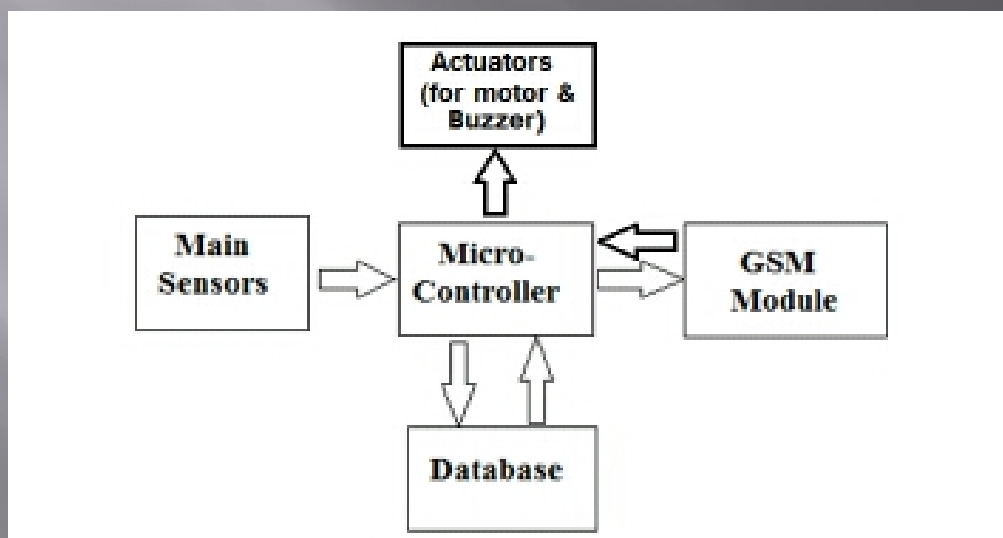 Actuators
(for motor &
Buzzer)
Main
Sensors
Micro-
Controller
GSM
Module
Database